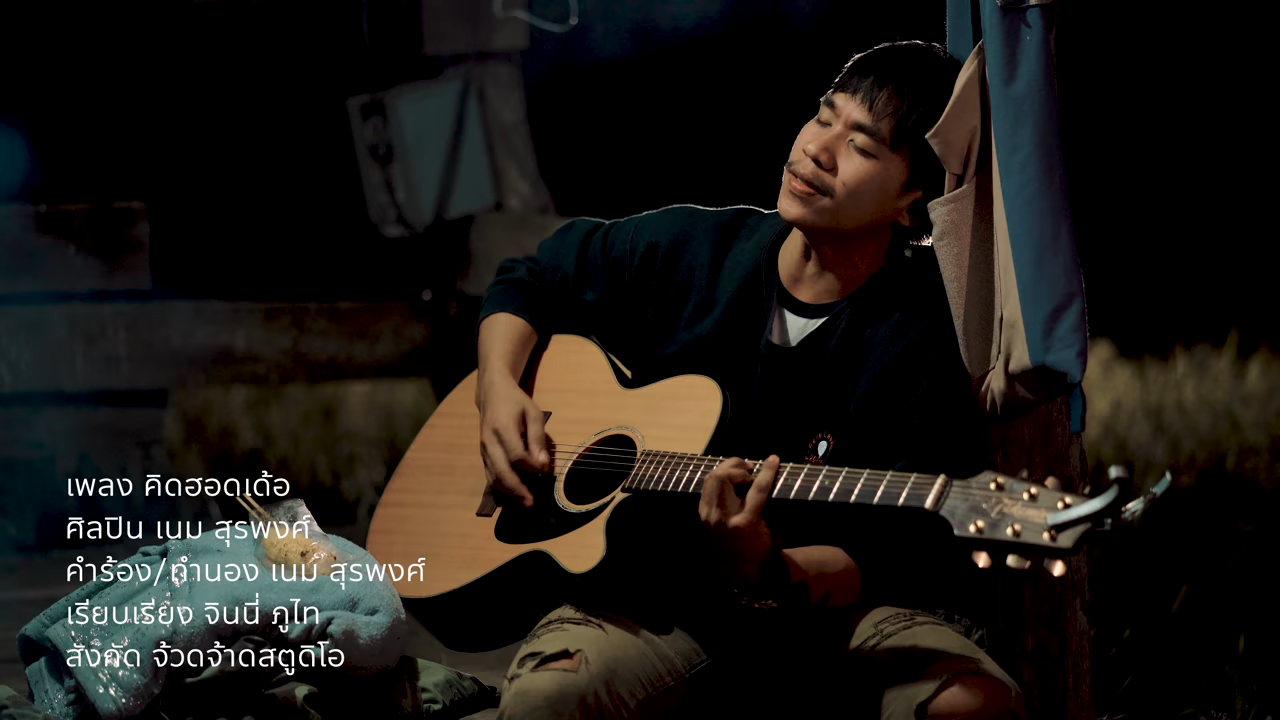 เพลง คิดฮอดเด้อ
ศิลปิน เนม สุรพงศ์
คำร้อง/ทำนอง เนม สุรพงศ์
เรียบเรียง จินนี่ ภูไท
สังกัด จ้วดจ้าดสตูดิโอ